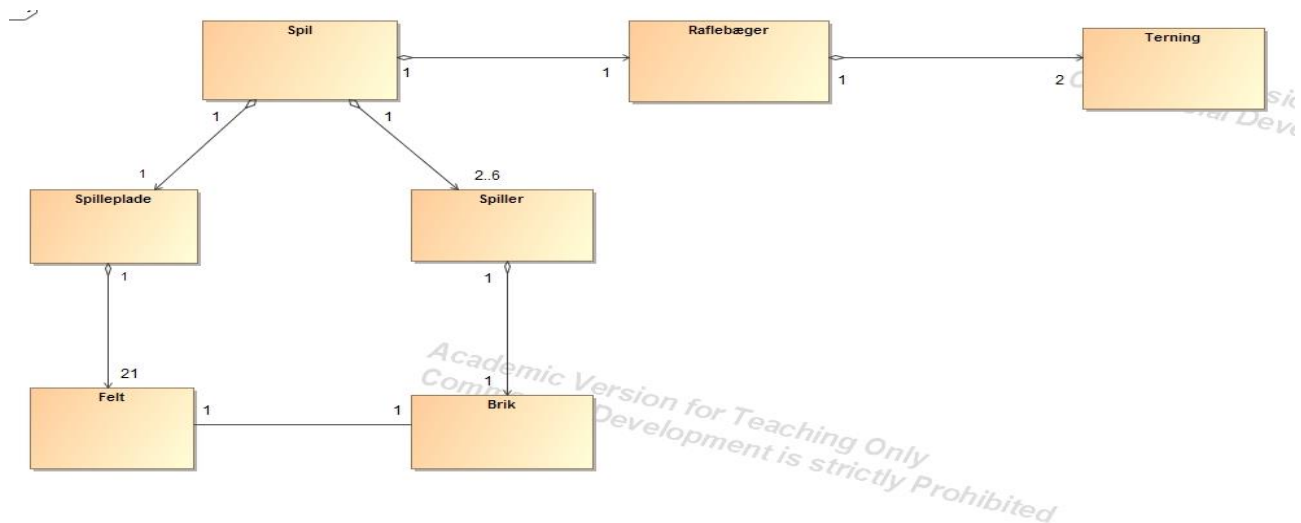 Spil
Raflebæger
Terning
1
1
1
2
1
1
1
2..6
Spilleplade
Spiller
1
1
21
1
Felt
Brik
1
1
Academic Version for Teaching Only
Development is strictly Prohibited